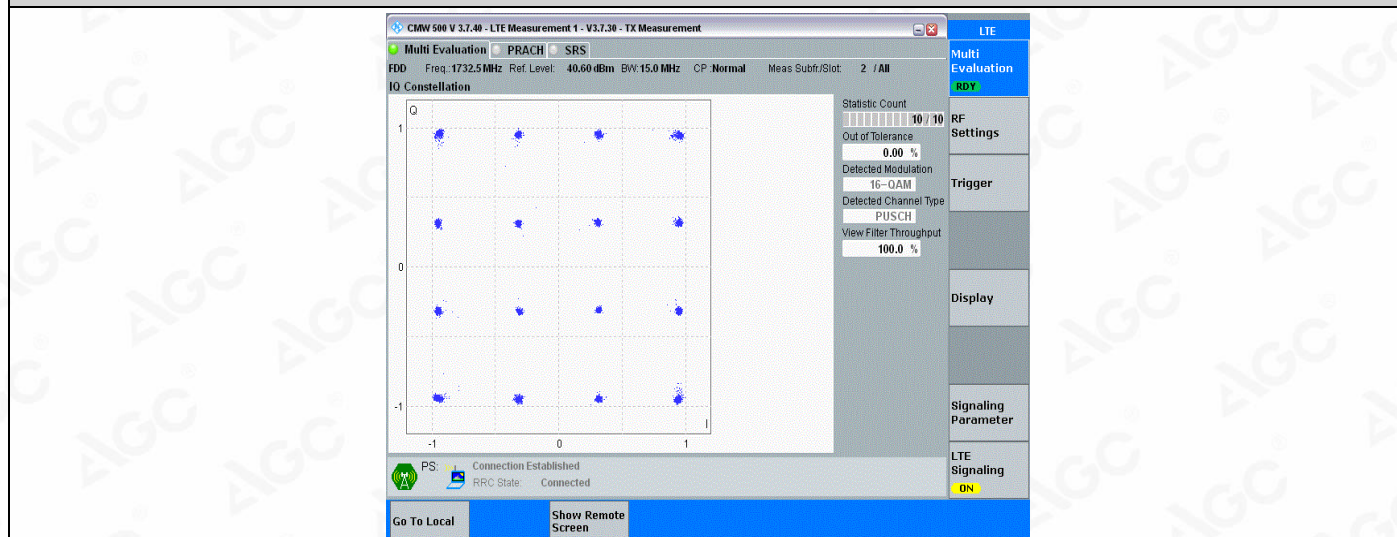 CMW 500 V 3.7.40 - LTE Measurement 1 - V3.7.30 - TX Measurement
LTE
Multi Evaluation PRACH SRS
Multi
Evaluation
RDY
FDD Freq.:1732.5 MHz Ref. Level: 40.60 dBm BW:15.0 MHz CP :Normal Meas Subfr/Slot: 2 / All
IQ Constellation
Q
1
0
-1
-1
0
1
I
Statistic Count
10 / 10
Out of Tolerance
0.00 %
Detected Modulation
16-QAM
Detected Channel Type
PUSCH
View Filter Throughput
100.0 %
RF
Settings
Trigger
Display
Signaling
Parameter
LTE
Signaling
ON
PS: Connection Established
RRC State: Connected
Go To Local
Show Remote
Screen
AGC